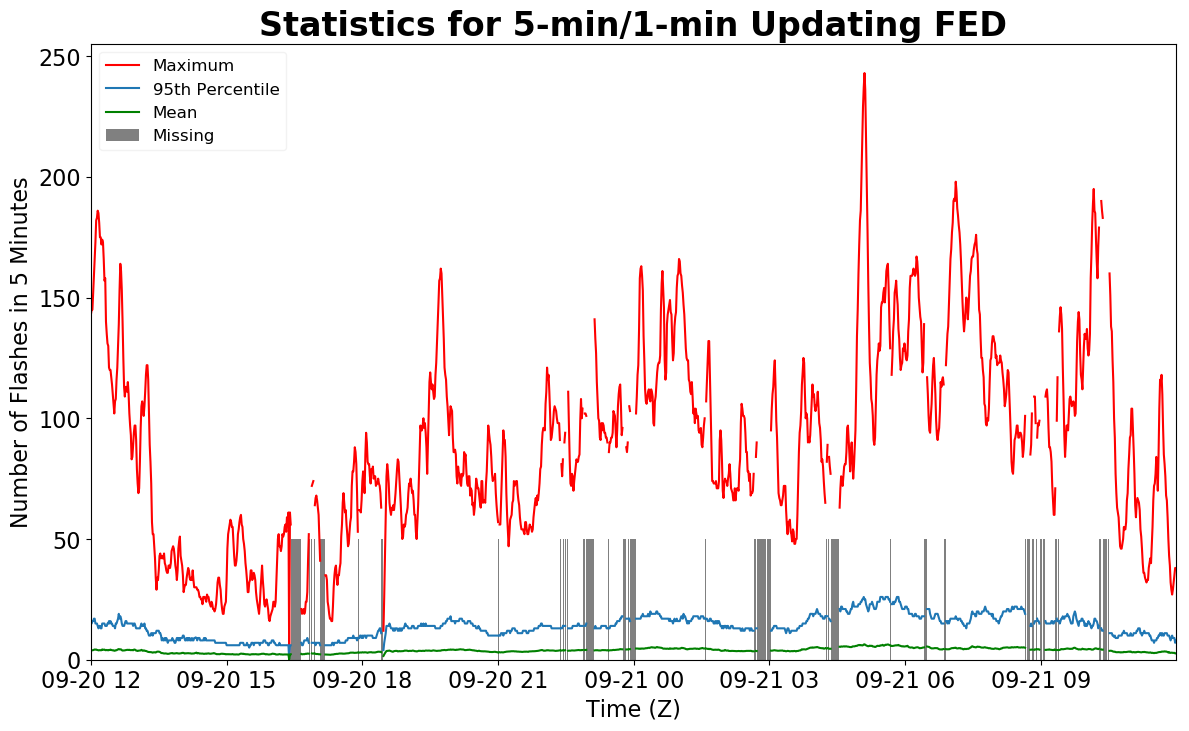 Statistics for 5-min/1-min Updating FED
Number of Flashes in 5 Minutes
250
200
150
100
50
0
Maximum
95th Percentile
Mean
Missing
09-20 12
09-20 15
09-20 18
09-20 21
09-21 00
09-21 03
09-21 06
09-21 09
Time (Z)